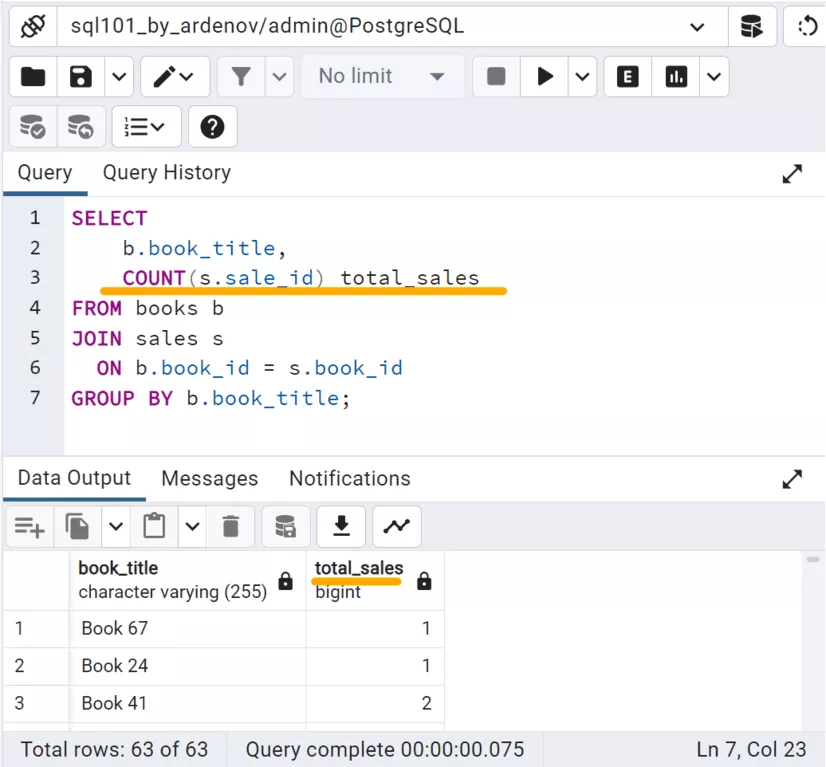 sql101_by_ardenov/admin@PostgreSQL
No limit
E
Query Query History
1 SELECT
2 b.book_title,
3 COUNT(s.sale_id) total_sales
4 FROM books b
5 JOIN sales s
6 ON b.book_id = s.book_id
7 GROUP BY b.book_title;
Data Output Messages Notifications
book_title total_sales
character varying (255) bigint
1 Book 67 1
2 Book 24 1
3 Book 41 2
Total rows: 63 of 63 Query complete 00:00:00.075 Ln 7, Col 23